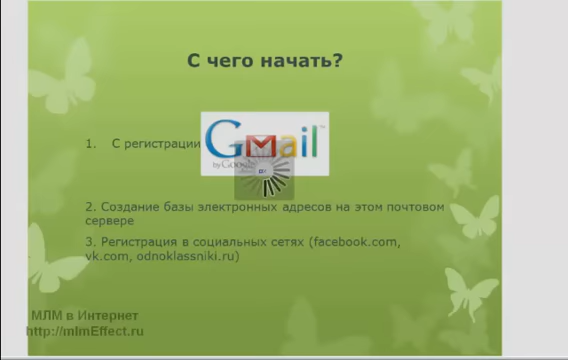 С чего начать?
1. С регистрации
Gmail
by Google
2. Создание базы электронных адресов на этом почтовом
сервере
3. Регистрация в социальных сетях (facebook.com,
vk.com, odnoklassniki.ru)
МЛМ в Интернет
http://mlmEffect.ru